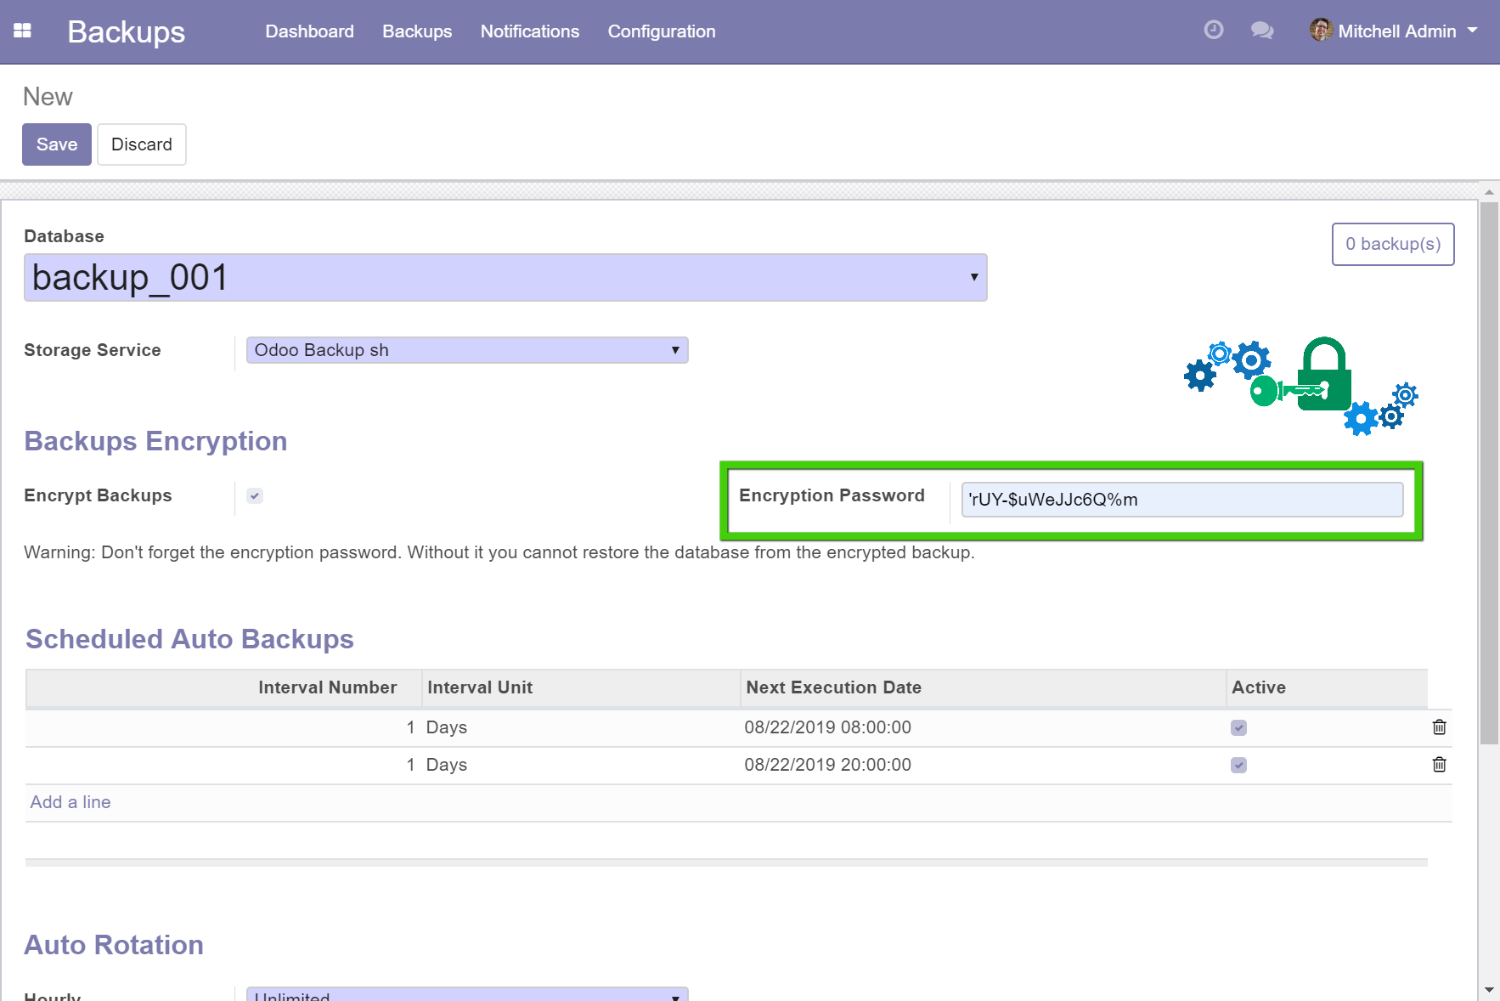 Backups Dashboard Backups Notifications Configuration Mitchell Admin
New
Save Discard
Database
0 backup(s)
backup_001
Storage Service Odoo Backup sh
Backups Encryption
Encrypt Backups Encryption Password 'rUY-$uWeJJc6Q%m
Warning: Don't forget the encryption password. Without it you cannot restore the database from the encrypted backup.
Scheduled Auto Backups
Interval Number Interval Unit Next Execution Date Active
1 Days 08/22/2019 08:00:00
1 Days 08/22/2019 20:00:00
Add a line
Auto Rotation
Hourly Unlimited